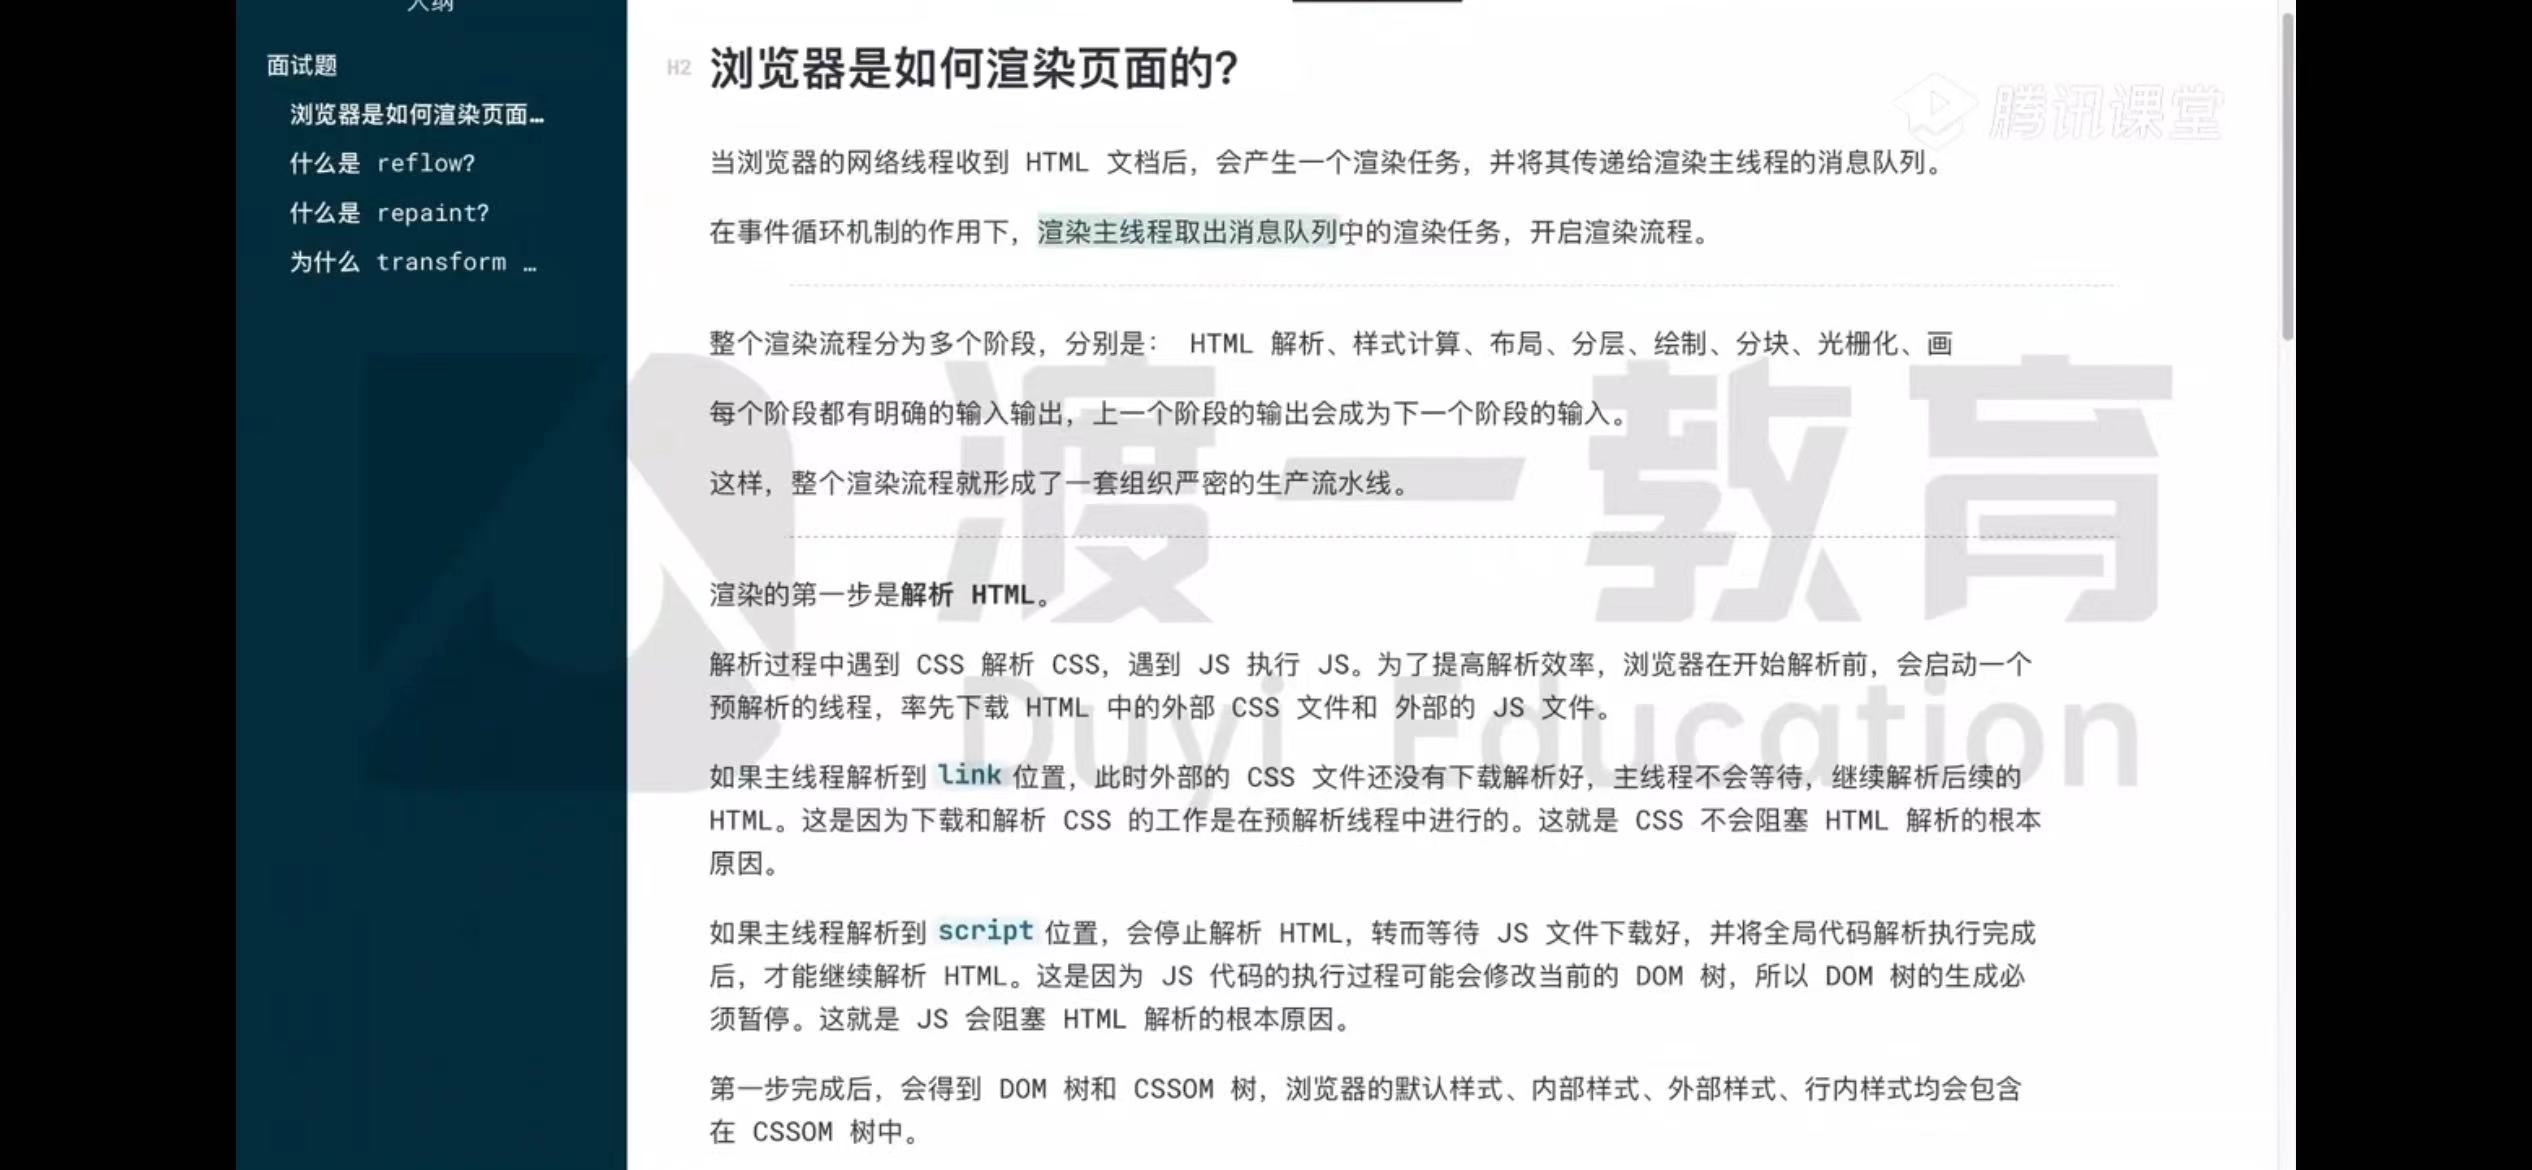 大纲
面试题
浏览器是如何渲染页面…
什么是 reflow?
什么是 repaint?
为什么 transform …
H2 浏览器是如何渲染页面的?
腾讯课堂
当浏览器的网络线程收到 HTML 文档后，会产生一个渲染任务，并将其传递给渲染主线程的消息队列。
在事件循环机制的作用下，渲染主线程取出消息队列中的渲染任务，开启渲染流程。
整个渲染流程分为多个阶段，分别是： HTML 解析、样式计算、布局、分层、绘制、分块、光栅化、画
每个阶段都有明确的输入输出，上一个阶段的输出会成为下一个阶段的输入。
这样，整个渲染流程就形成了一套组织严密的生产流水线。
渡一教育
Duyi Education
渲染的第一步是解析 HTML。
解析过程中遇到 CSS 解析 CSS，遇到 JS 执行 JS。为了提高解析效率，浏览器在开始解析前，会启动一个
预解析的线程，率先下载 HTML 中的外部 CSS 文件和 外部的 JS 文件。
如果主线程解析到 link 位置，此时外部的 CSS 文件还没有下载解析好，主线程不会等待，继续解析后续的
HTML。这是因为下载和解析 CSS 的工作是在预解析线程中进行的。这就是 CSS 不会阻塞 HTML 解析的根本
原因。
如果主线程解析到 script 位置，会停止解析 HTML，转而等待 JS 文件下载好，并将全局代码解析执行完成
后，才能继续解析 HTML。这是因为 JS 代码的执行过程可能会修改当前的 DOM 树，所以 DOM 树的生成必
须暂停。这就是 JS 会阻塞 HTML 解析的根本原因。
第一步完成后，会得到 DOM 树和 CSSOM 树，浏览器的默认样式、内部样式、外部样式、行内样式均会包含
在 CSSOM 树中。